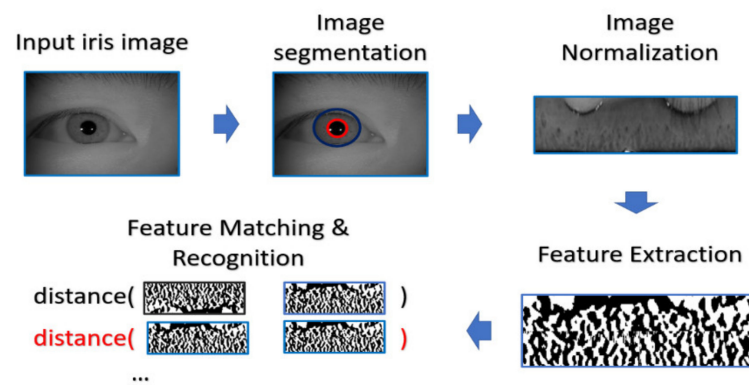 Input iris image
Image
segmentation
Image
Normalization
Feature Extraction
Feature Matching &
Recognition
distance( )
distance( )
...